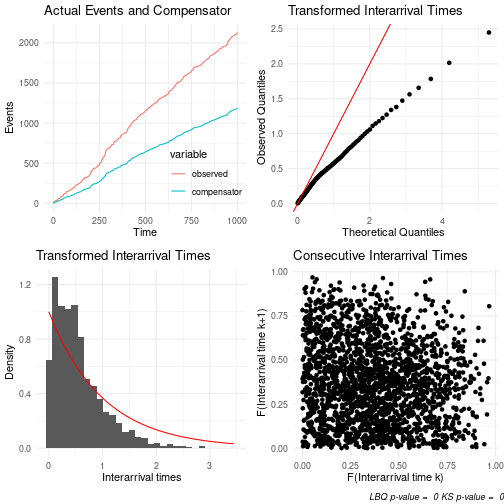 Actual Events and Compensator
2000
1500
1000
500
0
Events
0 250 500 750 1000
Time
variable
observed
compensator
Transformed Interarrival Times
2.5
2.0
1.5
1.0
0.5
0.0
Observed Quantiles
0 2 4
Theoretical Quantiles
Transformed Interarrival Times
1.2
0.8
0.4
0.0
Density
0 1 2 3
Interarrival times
Consecutive Interarrival Times
1.00
0.75
0.50
0.25
0.00
F(Interarrival time k+1)
0.00 0.25 0.50 0.75 1.00
F(Interarrival time k)
LBQ p-value = 0 KS p-value = 0